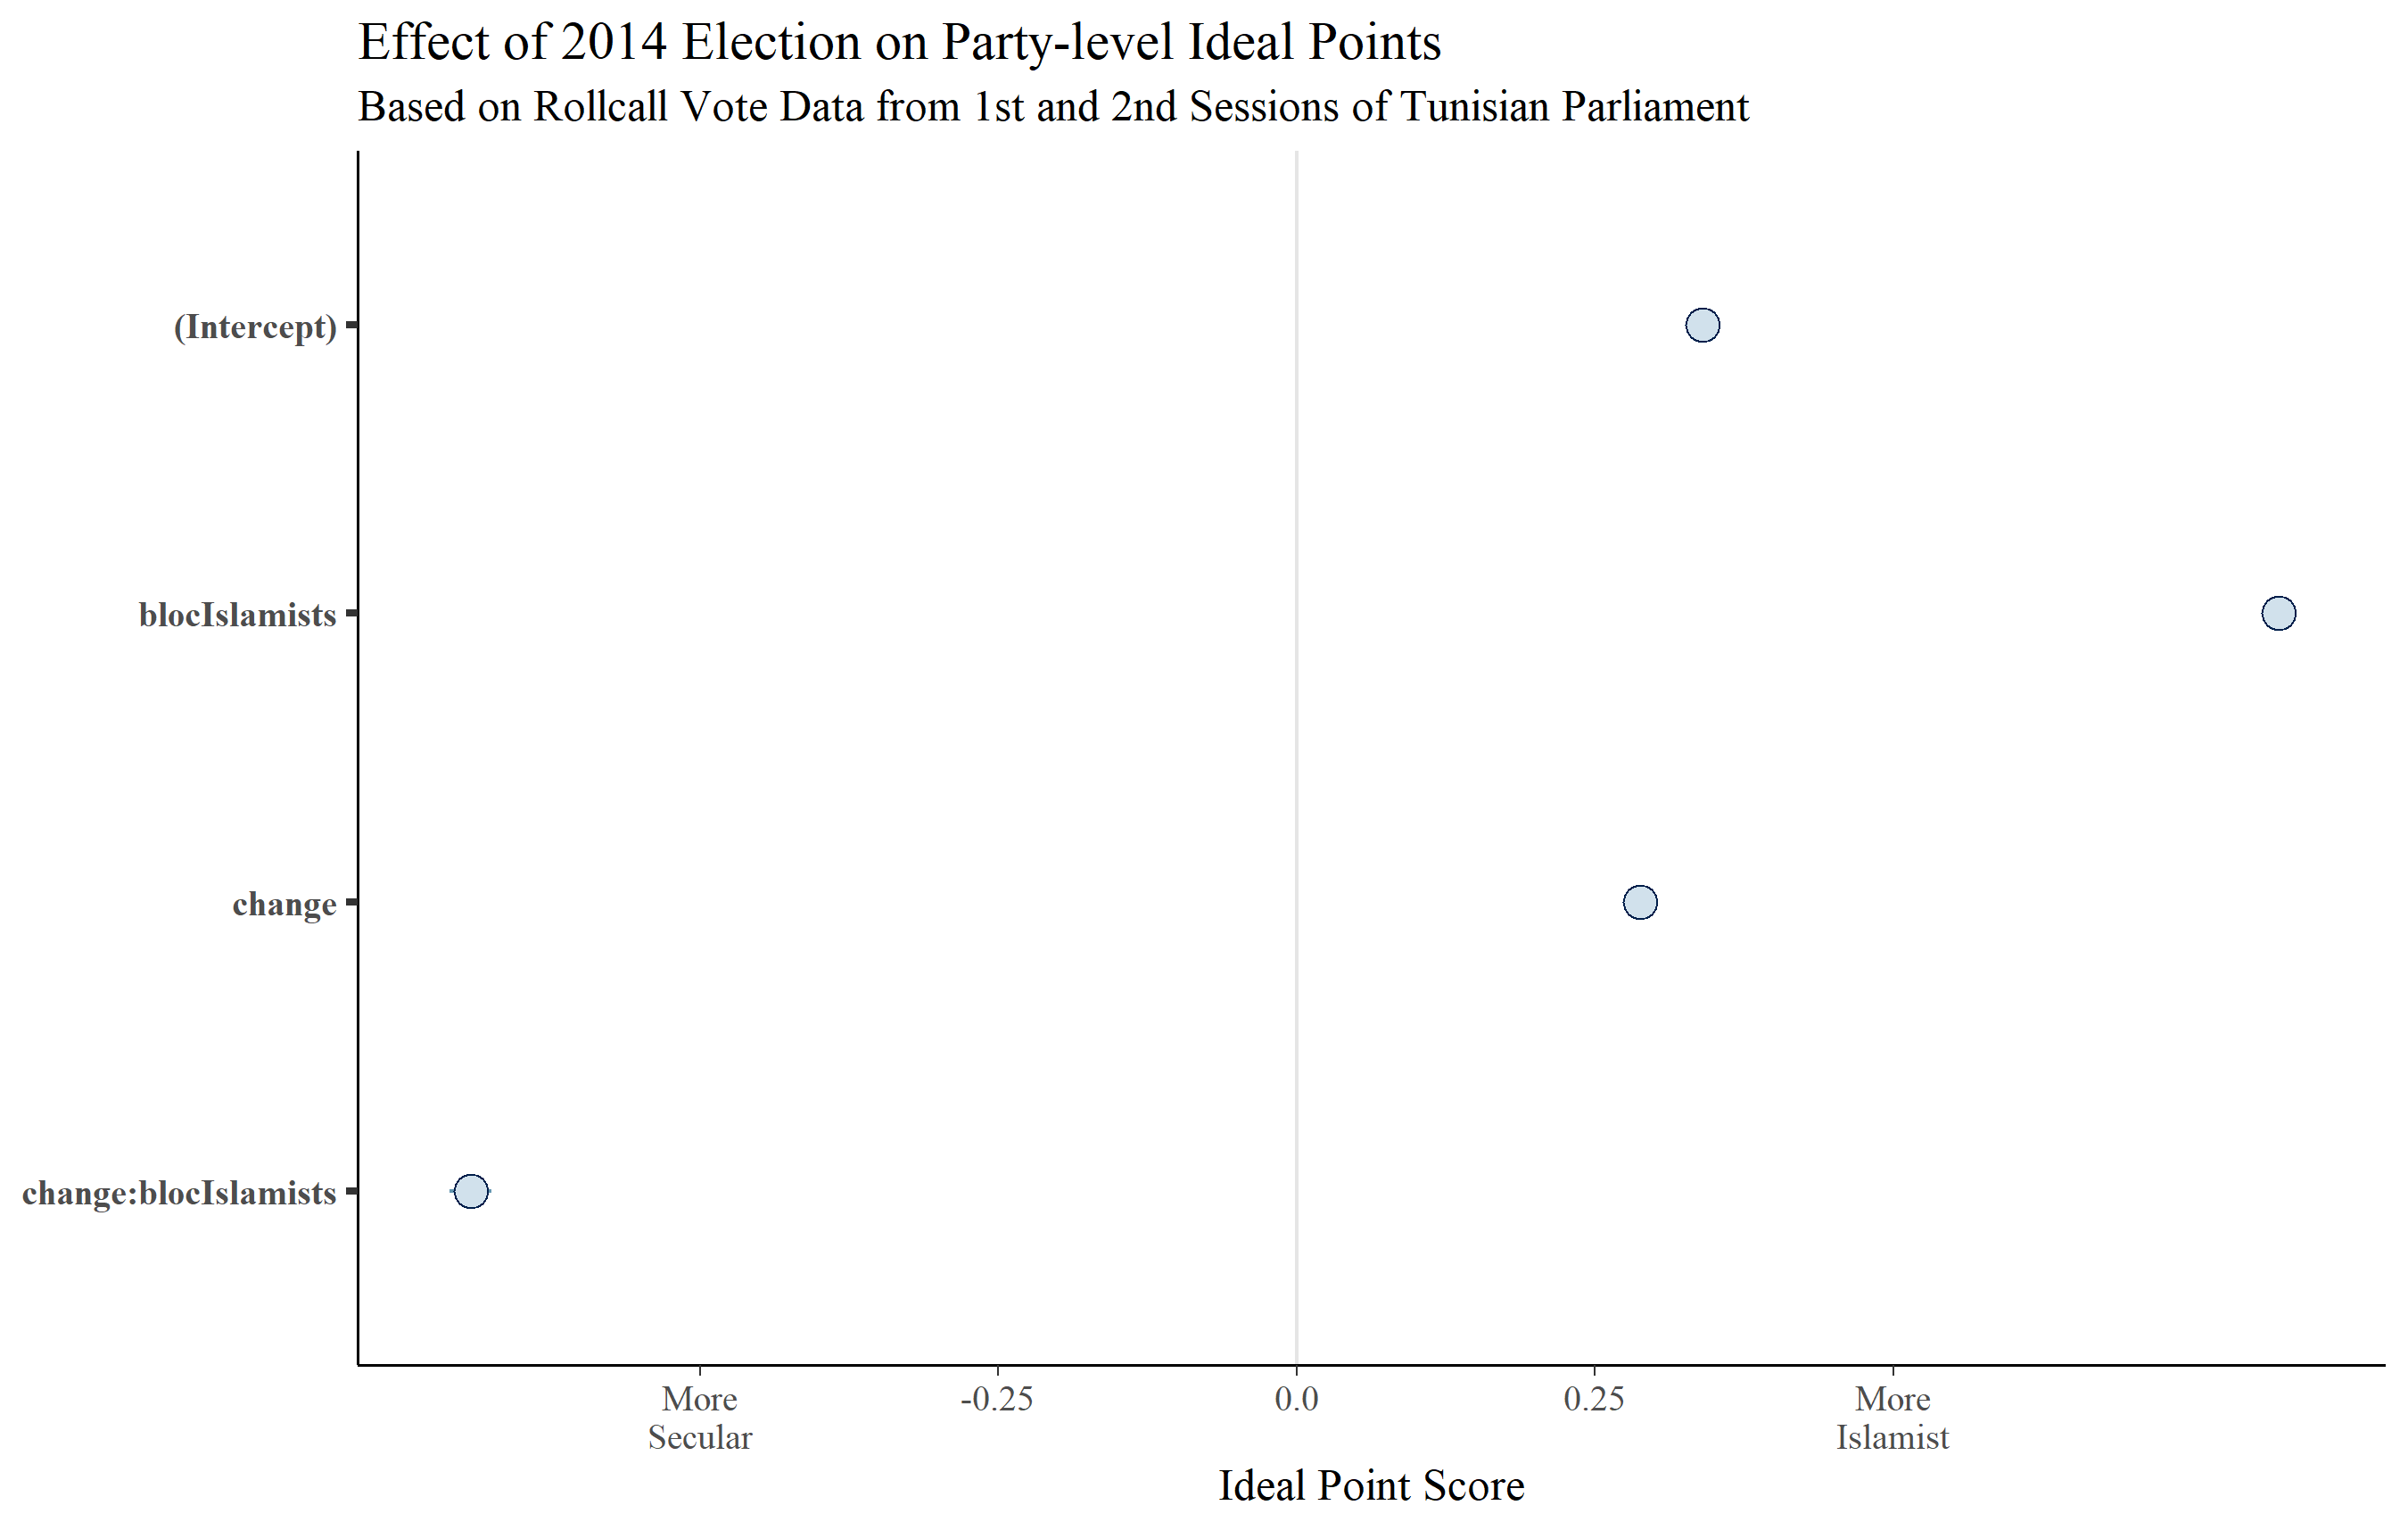 Effect of 2014 Election on Party-level Ideal Points
Based on Rollcall Vote Data from 1st and 2nd Sessions of Tunisian Parliament
(Intercept)
blocIslamists
change
change:blocIslamists
More
Secular
-0.25
0.0
0.25
More
Islamist
Ideal Point Score